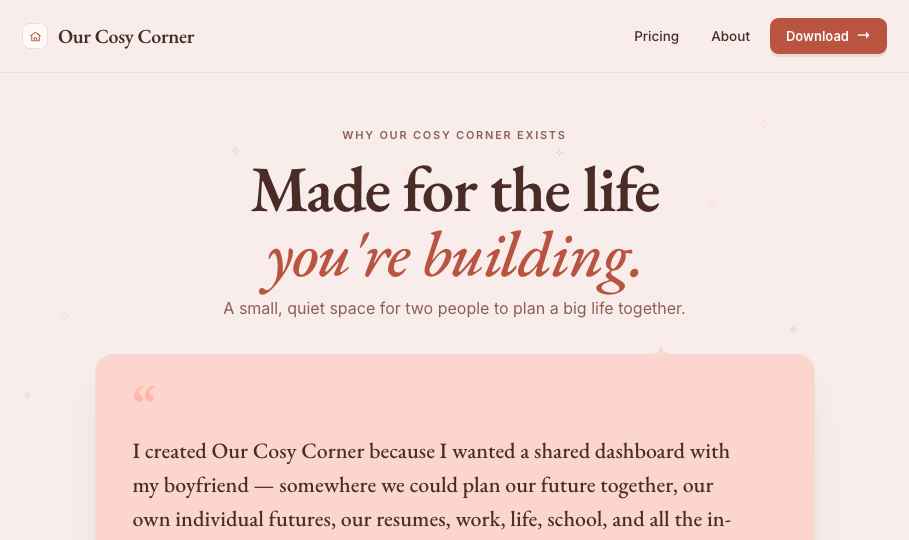 Our Cosy Corner
Pricing
About
Download →
WHY OUR COSY CORNER EXISTS
Made for the life
you're building.
A small, quiet space for two people to plan a big life together.
“
I created Our Cosy Corner because I wanted a shared dashboard with
my boyfriend — somewhere we could plan our future together, our
own individual futures, our resumes, work, life, school, and all the in-